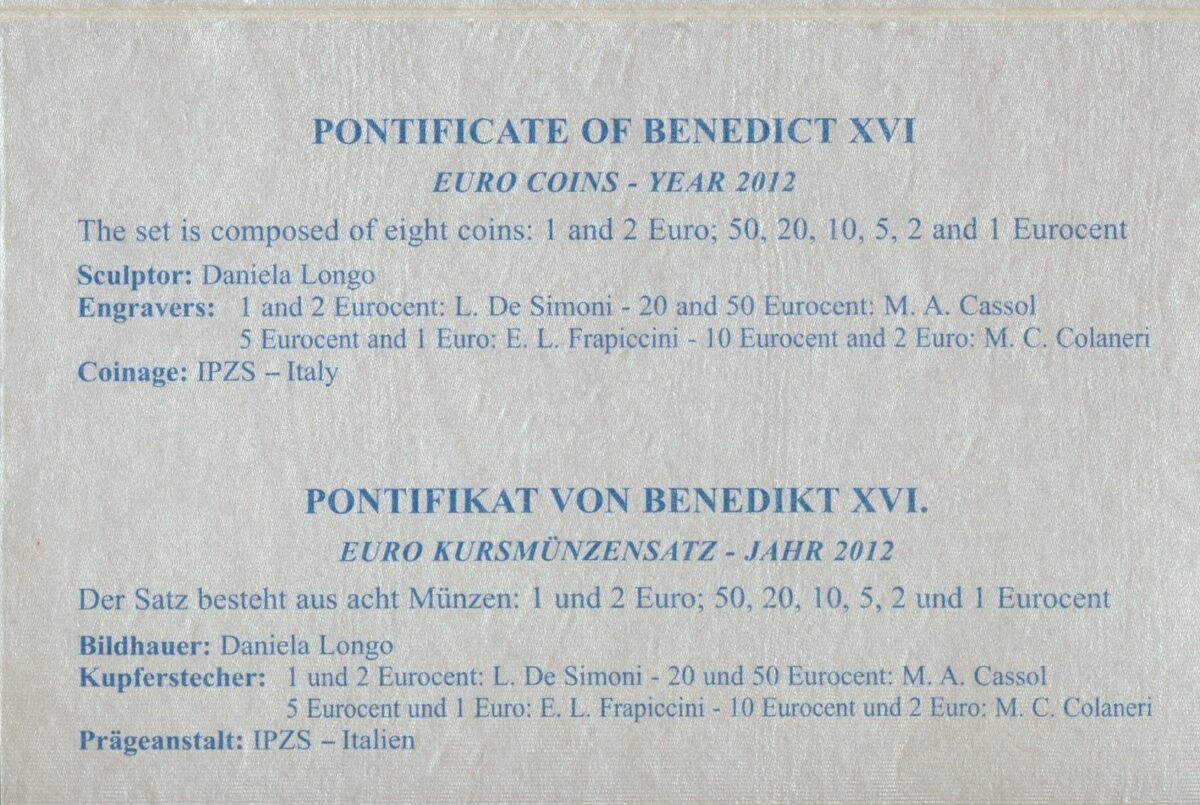 PONTIFICATE OF BENEDICT XVI
EURO COINS - YEAR 2012
The set is composed of eight coins: 1 and 2 Euro; 50, 20, 10, 5, 2 and 1 Eurocent
Sculptor: Daniela Longo
Engravers: 1 and 2 Eurocent: L. De Simoni - 20 and 50 Eurocent: M. A. Cassol
5 Eurocent and 1 Euro: E. L. Frapiccini - 10 Eurocent and 2 Euro: M. C. Colaneri
Coinage: IPZS – Italy
PONTIFIKAT VON BENEDIKT XVI.
EURO KURSMÜNZENSATZ - JAHR 2012
Der Satz besteht aus acht Münzen: 1 und 2 Euro; 50, 20, 10, 5, 2 und 1 Eurocent
Bildhauer: Daniela Longo
Kupferstecher: 1 und 2 Eurocent: L. De Simoni - 20 und 50 Eurocent: M. A. Cassol
5 Eurocent und 1 Euro: E. L. Frapiccini - 10 Eurocent und 2 Euro: M. C. Colaneri
Prägeanstalt: IPZS – Italien